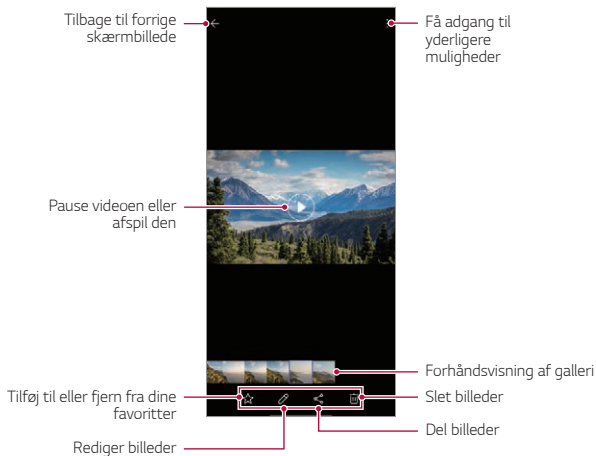 Tilbage til forrige
skærmbillede
Få adgang til
yderligere
muligheder
Pause videoen eller
afspil den
Forhåndsvisning af galleri
Tilføj til eller fjern fra dine
favoritter
Slet billeder
Del billeder
Rediger billeder